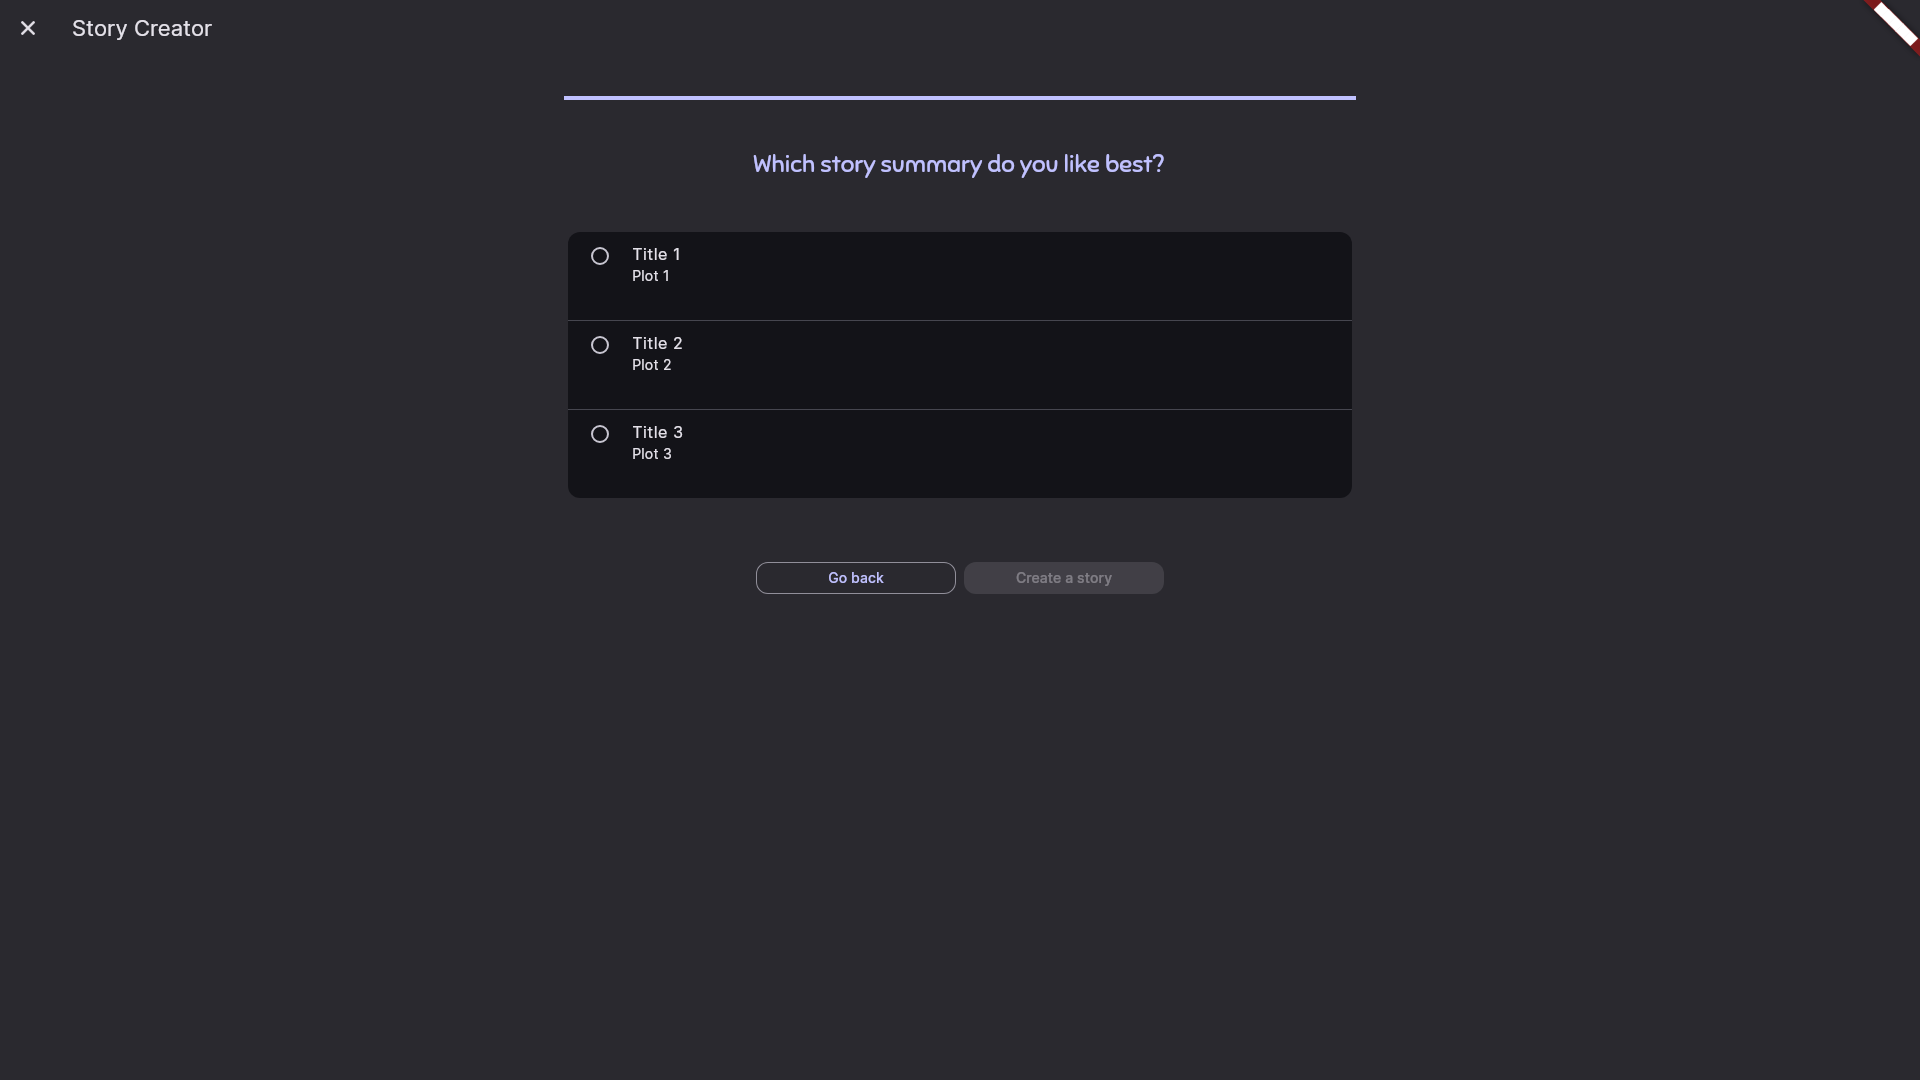 Story Creator
Which story summary do you like best?
Title 1
Plot 1
Title 2
Plot 2
Title 3
Plot 3
Go back
Create a story